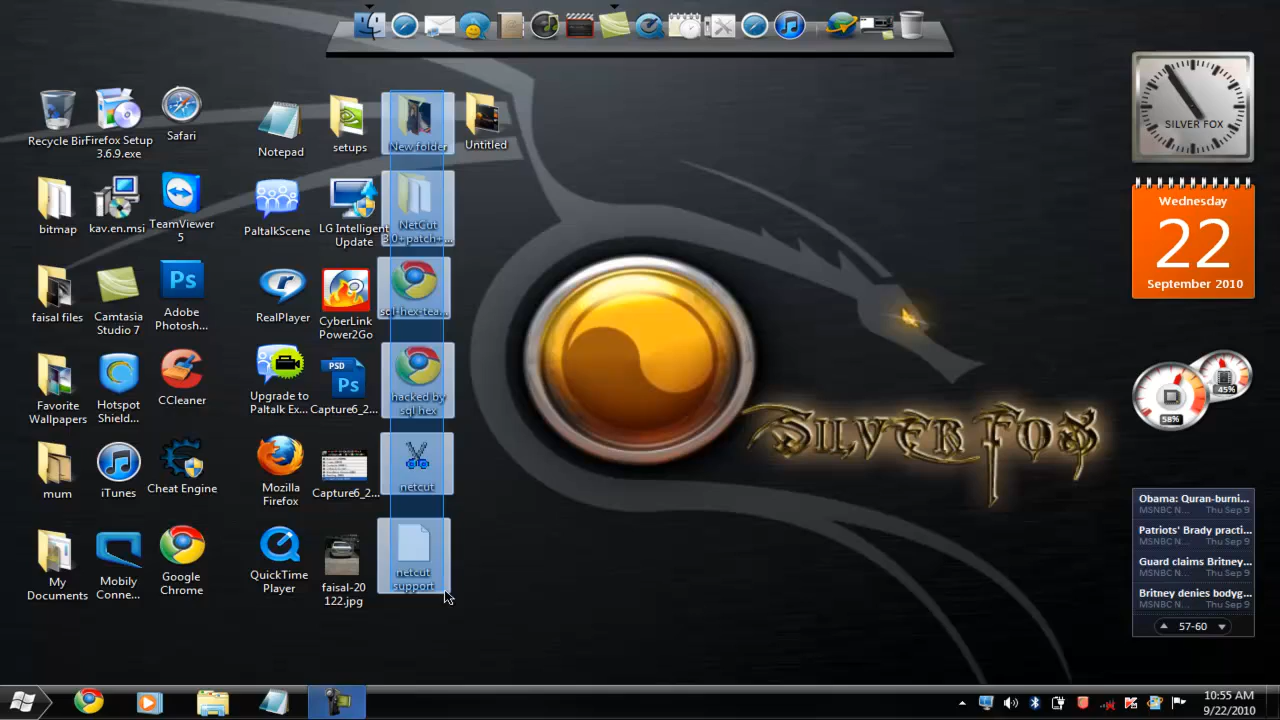 Recycle Bin
Firefox Setup
3.6.9.exe
Safari
Notepad
setups
New folder
Untitled
bitmap
kav.en.msi
TeamViewer
5
PaltalkScene
LG Intelligent
Update
NetCut
3.0+patch+...
faisal files
Camtasia
Studio 7
Adobe
Photosh...
RealPlayer
CyberLink
Power2Go
sql-hex-tea...
Favorite
Wallpapers
Hotspot
Shield...
CCleaner
Upgrade to
Paltalk Ex...
PSD
Ps
Capture6_2...
hacked by
sql hex
mum
iTunes
Cheat Engine
Mozilla
Firefox
Capture6_2...
netcut
My
Documents
Mobily
Conne...
Google
Chrome
QuickTime
Player
faisal-20
122.jpg
netcut
support
Ps
SILVER FOX
SILVER FOX
Wednesday
22
September 2010
58%
45%
Obama: Quran-burni...
MSNBC N... Thu Sep 9
Patriots' Brady practi...
MSNBC N... Thu Sep 9
Guard claims Britney...
MSNBC N... Thu Sep 9
Britney denies bodyg...
MSNBC N... Thu Sep 9
57-60
10:55 AM
9/22/2010